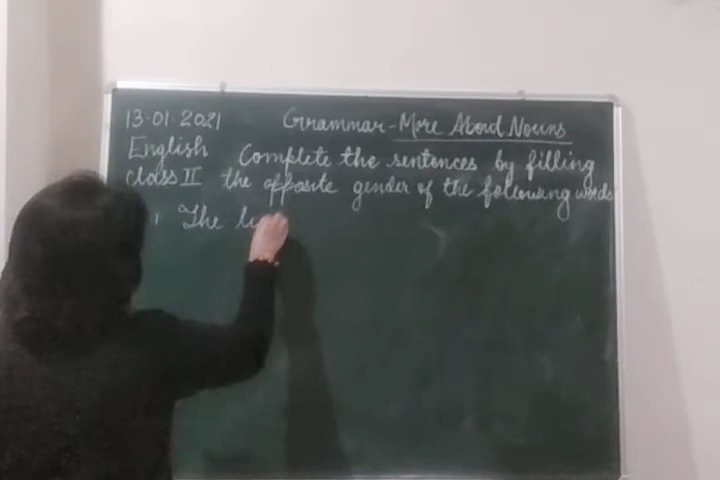 13.01.2021 Grammar - More About Nouns
English Complete the sentences by filling
class II the opposite gender of the following words
1. The